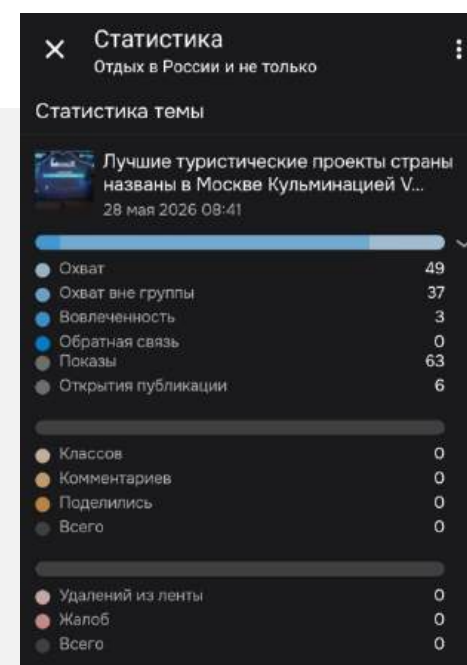 Статистика
Отдых в России и не только
Статистика темы
Лучшие туристические проекты страны
названы в Москве Кульминацией V...
28 мая 2026 08:41
Охват 49
Охват вне группы 37
Вовлеченность 3
Обратная связь 0
Показы 63
Открытия публикации 6
Классов 0
Комментариев 0
Поделились 0
Всего 0
Удалений из ленты 0
Жалоб 0
Всего 0